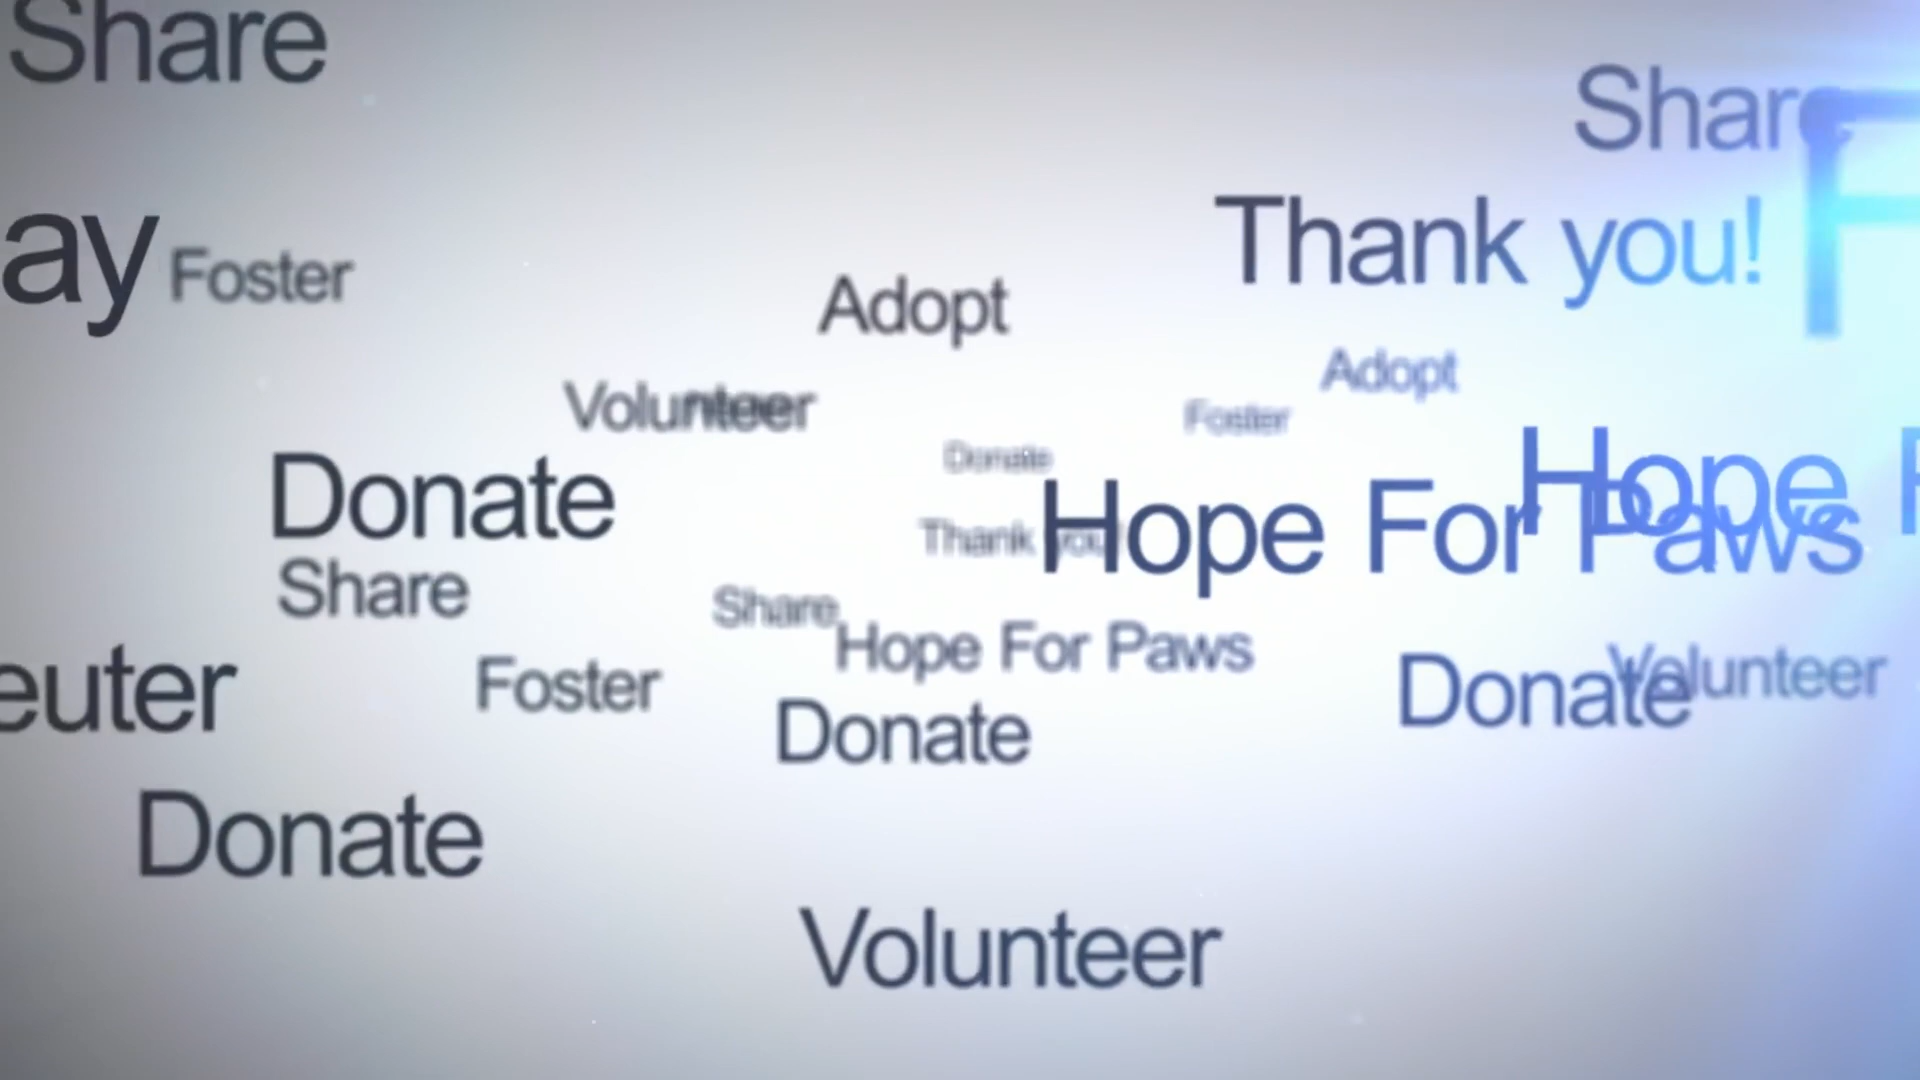 Share
Share
F
Thank you!
ay
Foster
Adopt
Adopt
Volunteer
Foster
Donate
Hope F
Donate
Hope For Paws
Thank you!
Share
Share
Hope For Paws
Volunteer
euter
Foster
Donate
Donate
Donate
Volunteer